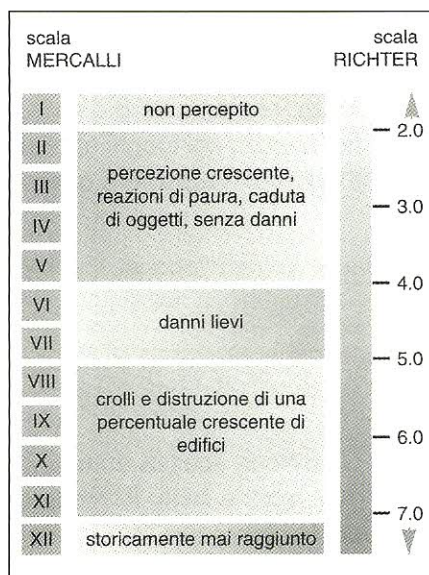 scala
MERCALLI
scala
RICHTER
I
non percepito
II
III
IV
V
percezione crescente,
reazioni di paura, caduta
di oggetti, senza danni
VI
VII
danni lievi
VIII
IX
X
XI
crolli e distruzione di una
percentuale crescente di
edifici
XII
storicamente mai raggiunto
2.0
3.0
4.0
5.0
6.0
7.0